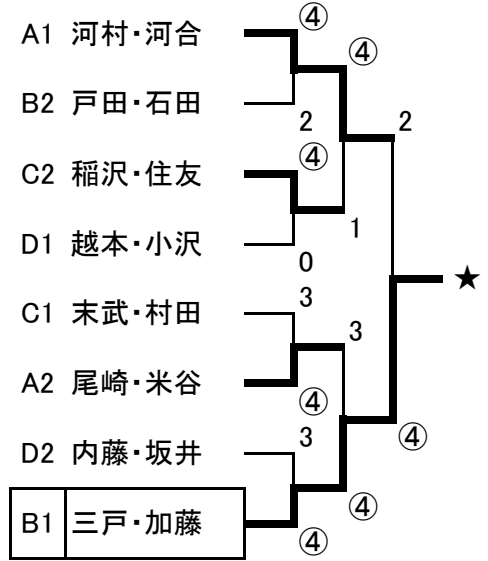 ④
A1 河村・河合
④
B2 戸田・石田
2
2
C2 稲沢・住友
④
1
D1 越本・小沢
0
★
C1 末武・村田
3
3
A2 尾崎・米谷
④
④
D2 内藤・坂井
3
④
B1 三戸・加藤
④